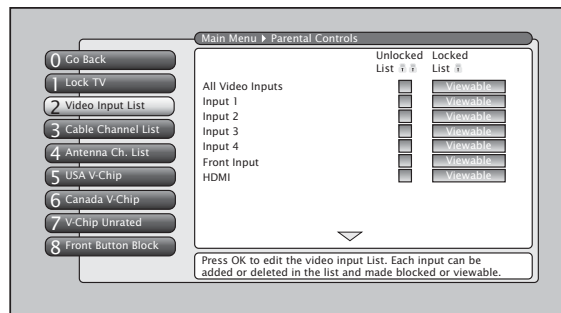 Main Menu ▶ Parental Controls
0 Go Back
1 Lock TV
2 Video Input List
3 Cable Channel List
4 Antenna Ch. List
5 USA V-Chip
6 Canada V-Chip
7 V-Chip Unrated
8 Front Button Block
Unlocked Locked
List List
All Video Inputs Viewable
Input 1 Viewable
Input 2 Viewable
Input 3 Viewable
Input 4 Viewable
Front Input Viewable
HDMI Viewable
Press OK to edit the video input List. Each input can be
added or deleted in the list and made blocked or viewable.